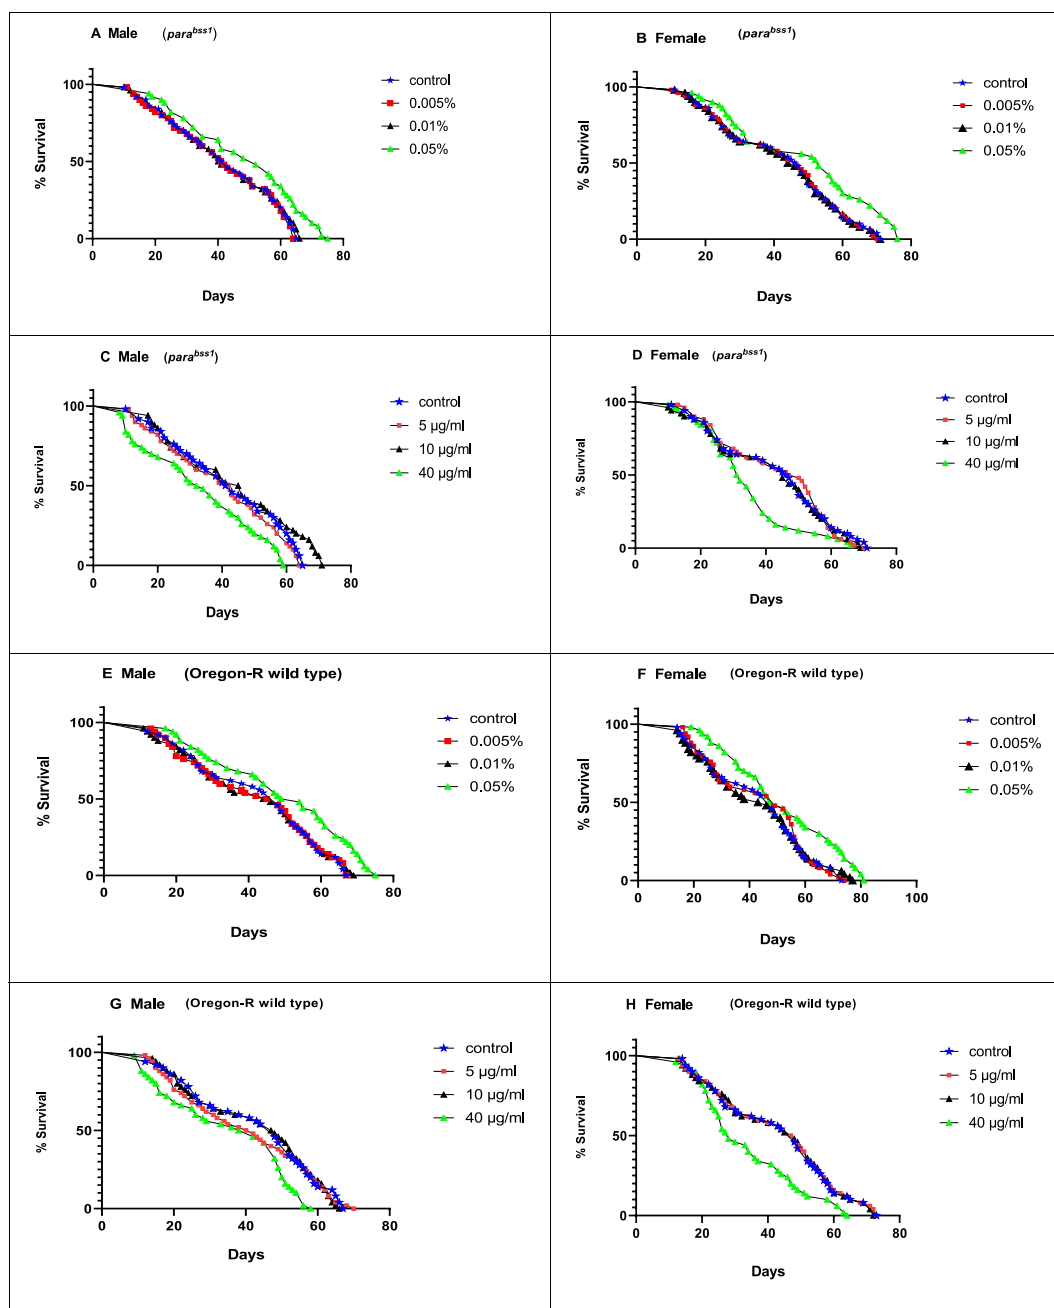 A Male (para^bss1)
control
0.005%
0.01%
0.05%
% Survival
100
50
0
0 20 40 60 80
Days
B Female (para^bss1)
control
0.005%
0.01%
0.05%
% Survival
100
50
0
0 20 40 60 80
Days
C Male (para^bss1)
control
5 µg/ml
10 µg/ml
40 µg/ml
% Survival
100
50
0
0 20 40 60 80
Days
D Female (para^bss1)
control
5 µg/ml
10 µg/ml
40 µg/ml
% Survival
100
50
0
0 20 40 60 80
Days
E Male (Oregon-R wild type)
control
0.005%
0.01%
0.05%
% Survival
100
50
0
0 20 40 60 80
Days
F Female (Oregon-R wild type)
control
0.005%
0.01%
0.05%
% Survival
100
50
0
0 20 40 60 80 100
Days
G Male (Oregon-R wild type)
control
5 µg/ml
10 µg/ml
40 µg/ml
% Survival
100
50
0
0 20 40 60 80
Days
H Female (Oregon-R wild type)
control
5 µg/ml
10 µg/ml
40 µg/ml
% Survival
100
50
0
0 20 40 60 80
Days